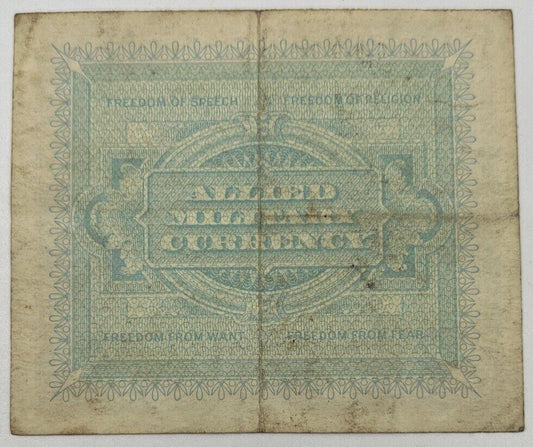 FREEDOM OF SPEECH FREEDOM OF RELIGION
ALLIED
MILITARY
CURRENCY
FREEDOM FROM WANT FREEDOM FROM FEAR